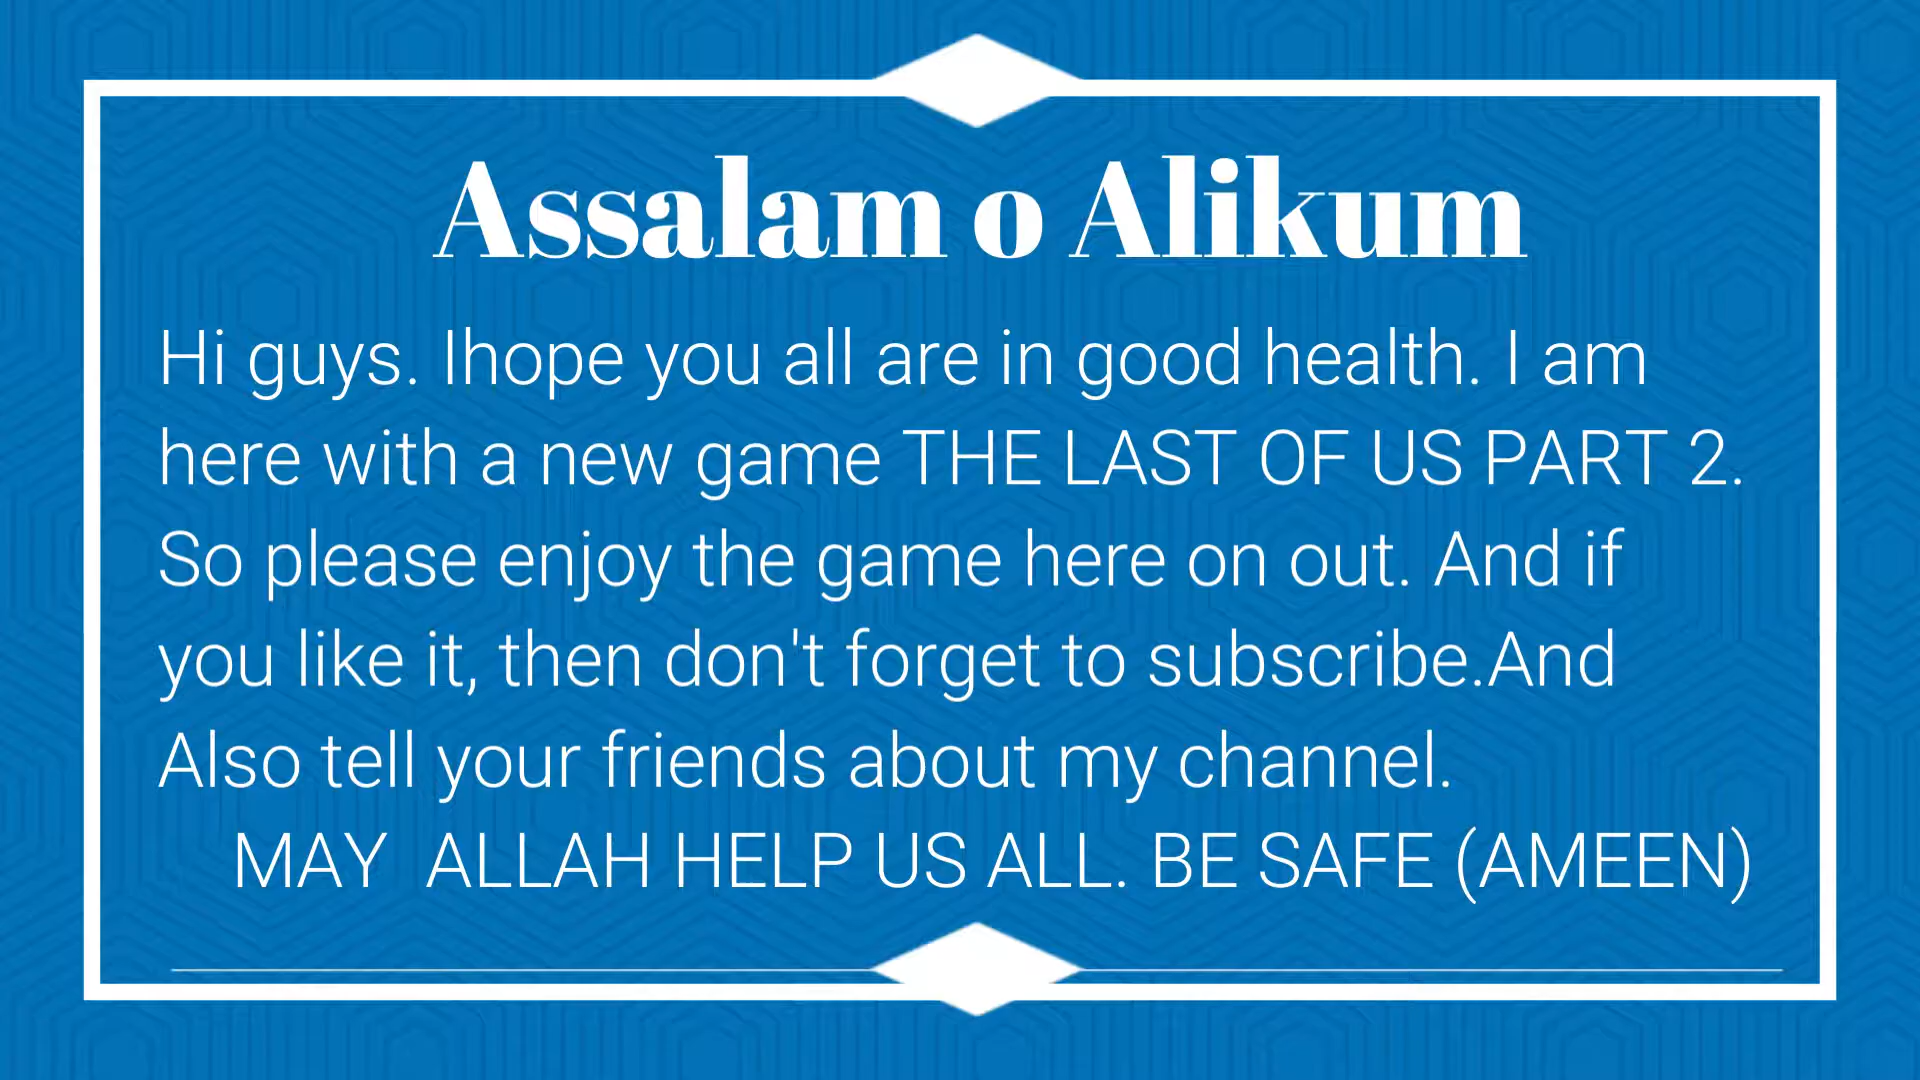 Assalam o Alikum
Hi guys. Ihope you all are in good health. I am
here with a new game THE LAST OF US PART 2.
So please enjoy the game here on out. And if
you like it, then don't forget to subscribe.And
Also tell your friends about my channel.
MAY ALLAH HELP US ALL. BE SAFE (AMEEN)